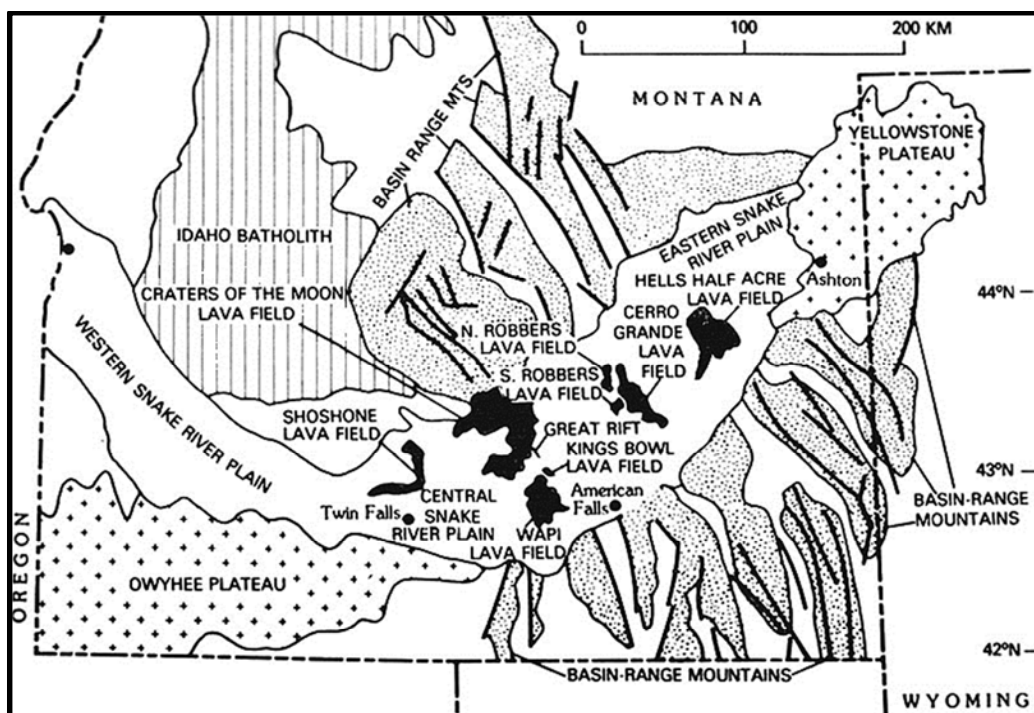 0 100 200 KM
MONTANA
BASIN RANGE MTS
YELLOWSTONE
PLATEAU
IDAHO BATHOLITH
EASTERN SNAKE
RIVER PLAIN
CRATERS OF THE MOON
LAVA FIELD
HELLS HALF ACRE
LAVA FIELD
Ashton
44°N
N. ROBBERS
LAVA FIELD
CERRO
GRANDE
LAVA
FIELD
S. ROBBERS
LAVA FIELD
WESTERN SNAKE RIVER PLAIN
SHOSHONE
LAVA FIELD
GREAT RIFT
KINGS BOWL
LAVA FIELD
43°N
BASIN-RANGE
MOUNTAINS
Twin Falls
CENTRAL
SNAKE
RIVER PLAIN
American
Falls
WAPI
LAVA FIELD
OREGON
OWYHEE PLATEAU
42°N
BASIN-RANGE MOUNTAINS
WYOMING